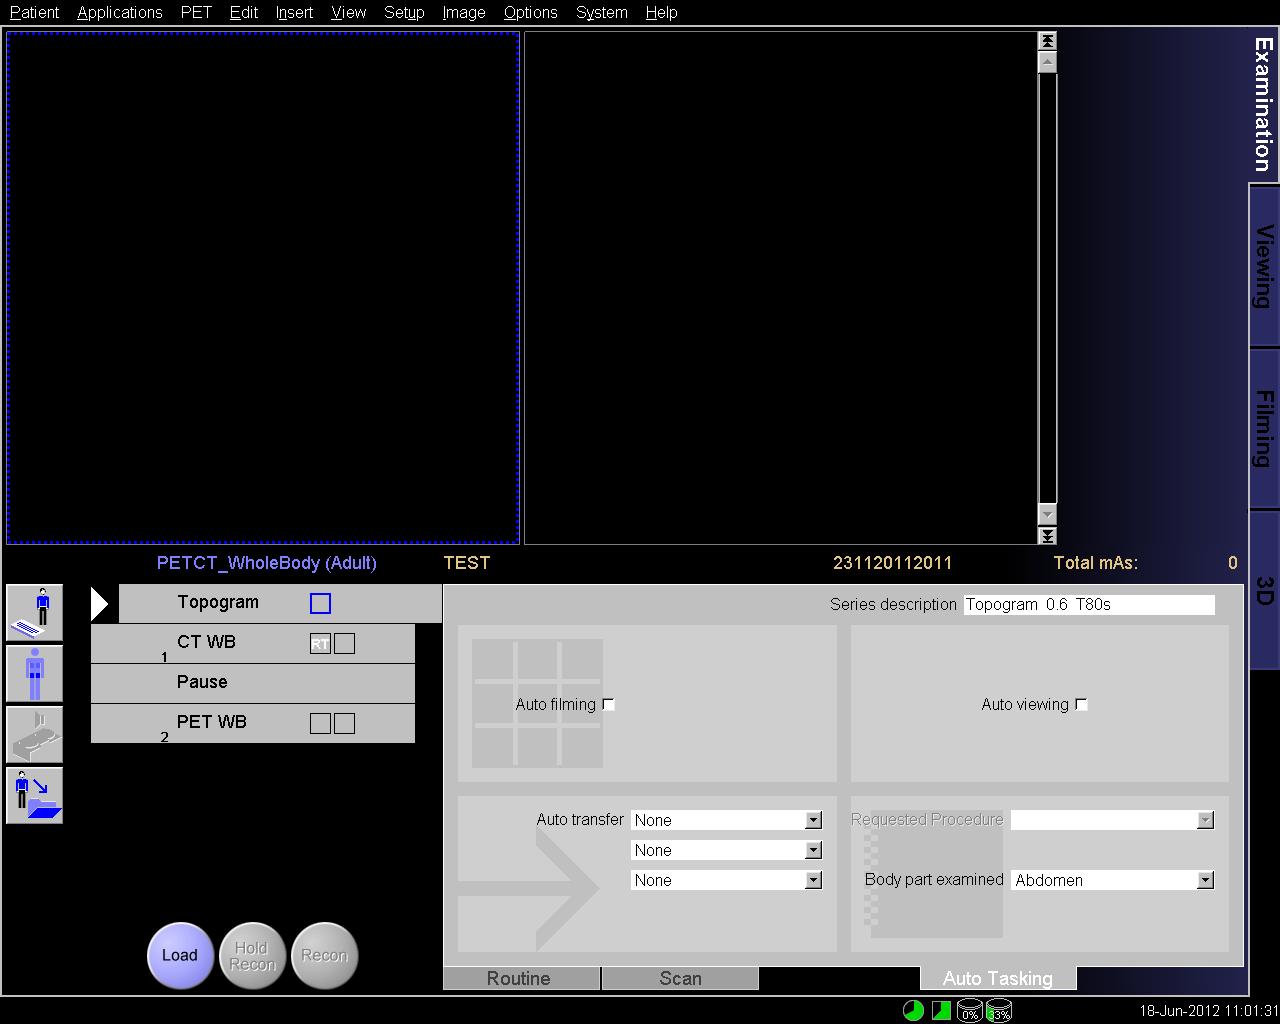 Patient Applications PET Edit Insert View Setup Image Options System Help
Examination
Viewing
Filming
3D
PETCT_WholeBody (Adult) TEST 231120112011 Total mAs: 0
Topogram
1 CT WB RT
Pause
2 PET WB
Series description Topogram 0.6 T80s
Auto filming
Auto viewing
Auto transfer None
None
None
Requested Procedure
Body part examined Abdomen
Load
Hold
Recon
Recon
Routine Scan Auto Tasking
0% 33% 18-Jun-2012 11:01:31